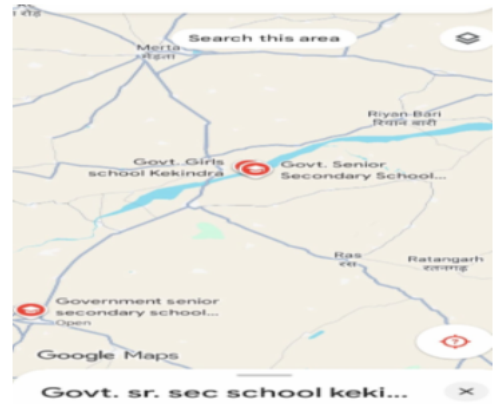 Search this area
Merta
मेड़ता
Riyan Bari
रियान बारी
Govt. Girls
school Kekindra
Govt. Senior
Secondary School...
Ras
रास
Ratangarh
रतनगढ़
Government senior
secondary school...
Open
Google Maps
Govt. sr. sec school keki...